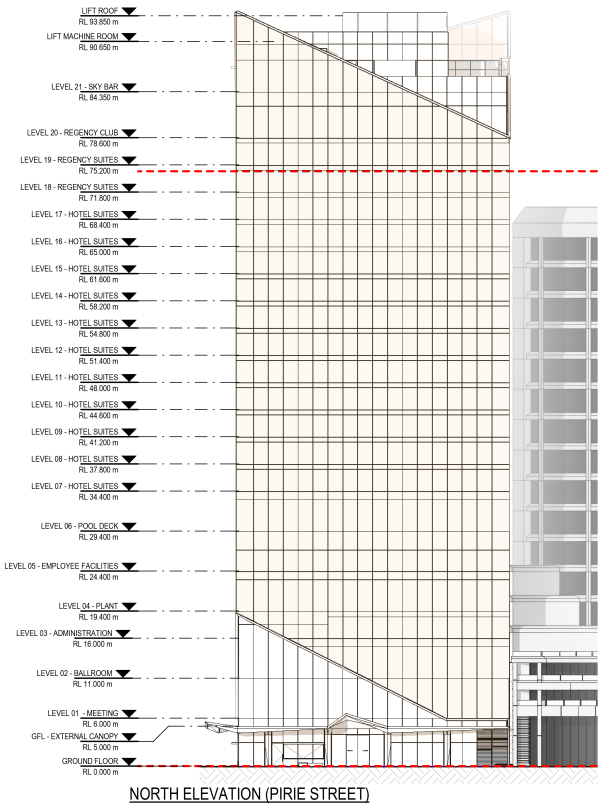 LIFT ROOF
RL 93.850 m
LIFT MACHINE ROOM
RL 90.650 m
LEVEL 21 - SKY BAR
RL 84.350 m
LEVEL 20 - REGENCY CLUB
RL 78.600 m
LEVEL 19 - REGENCY SUITES
RL 75.200 m
LEVEL 18 - REGENCY SUITES
RL 71.800 m
LEVEL 17 - HOTEL SUITES
RL 68.400 m
LEVEL 16 - HOTEL SUITES
RL 65.000 m
LEVEL 15 - HOTEL SUITES
RL 61.600 m
LEVEL 14 - HOTEL SUITES
RL 58.200 m
LEVEL 13 - HOTEL SUITES
RL 54.800 m
LEVEL 12 - HOTEL SUITES
RL 51.400 m
LEVEL 11 - HOTEL SUITES
RL 48.000 m
LEVEL 10 - HOTEL SUITES
RL 44.600 m
LEVEL 09 - HOTEL SUITES
RL 41.200 m
LEVEL 08 - HOTEL SUITES
RL 37.800 m
LEVEL 07 - HOTEL SUITES
RL 34.400 m
LEVEL 06 - POOL DECK
RL 29.400 m
LEVEL 05 - EMPLOYEE FACILITIES
RL 24.400 m
LEVEL 04 - PLANT
RL 19.400 m
LEVEL 03 - ADMINISTRATION
RL 16.000 m
LEVEL 02 - BALLROOM
RL 11.000 m
LEVEL 01 - MEETING
RL 6.000 m
GFL - EXTERNAL CANOPY
RL 5.000 m
GROUND FLOOR
RL 0.000 m
NORTH ELEVATION (PIRIE STREET)